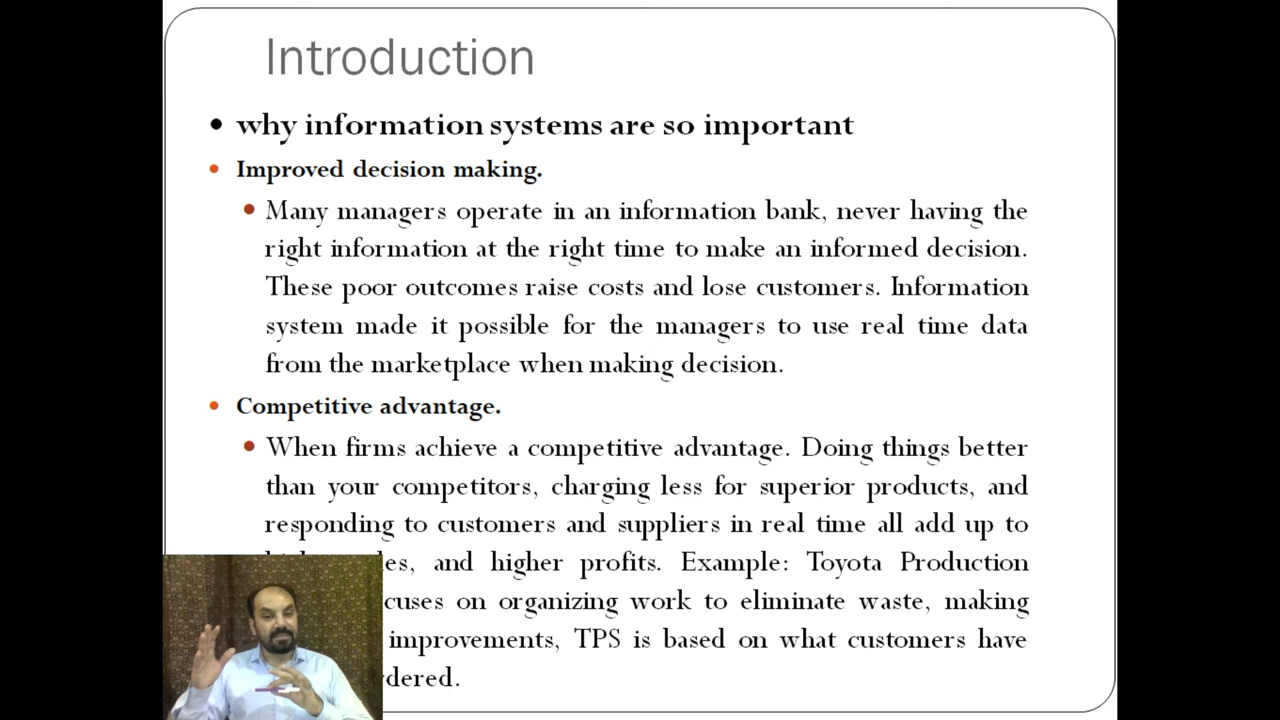 Introduction
• why information systems are so important
• Improved decision making.
• Many managers operate in an information bank, never having the
right information at the right time to make an informed decision.
These poor outcomes raise costs and lose customers. Information
system made it possible for the managers to use real time data
from the marketplace when making decision.
• Competitive advantage.
• When firms achieve a competitive advantage. Doing things better
than your competitors, charging less for superior products, and
responding to customers and suppliers in real time all add up to
and higher profits. Example: Toyota Production
on organizing work to eliminate waste, making
improvements, TPS is based on what customers have